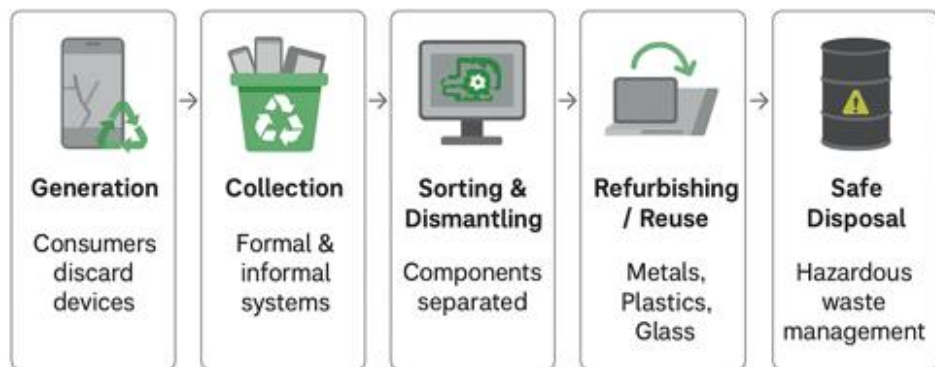 Generation
Consumers
discard
devices
Collection
Formal &
informal
systems
Sorting &
Dismantling
Components
separated
Refurbishing
/ Reuse
Metals,
Plastics,
Glass
Safe
Disposal
Hazardous
waste
management